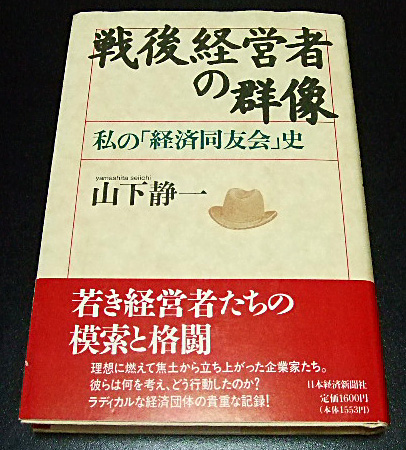 戦後経営者
の群像
私の「経済同友会」史
yamashita seiichi
山下静一
若き経営者たちの
模索と格闘
理想に燃えて焦土から立ち上がった企業家たち。
彼らは何を考え、どう行動したのか?
ラディカルな経済団体の貴重な記録!
日本経済新聞社
定価1600円
(本体1553円)